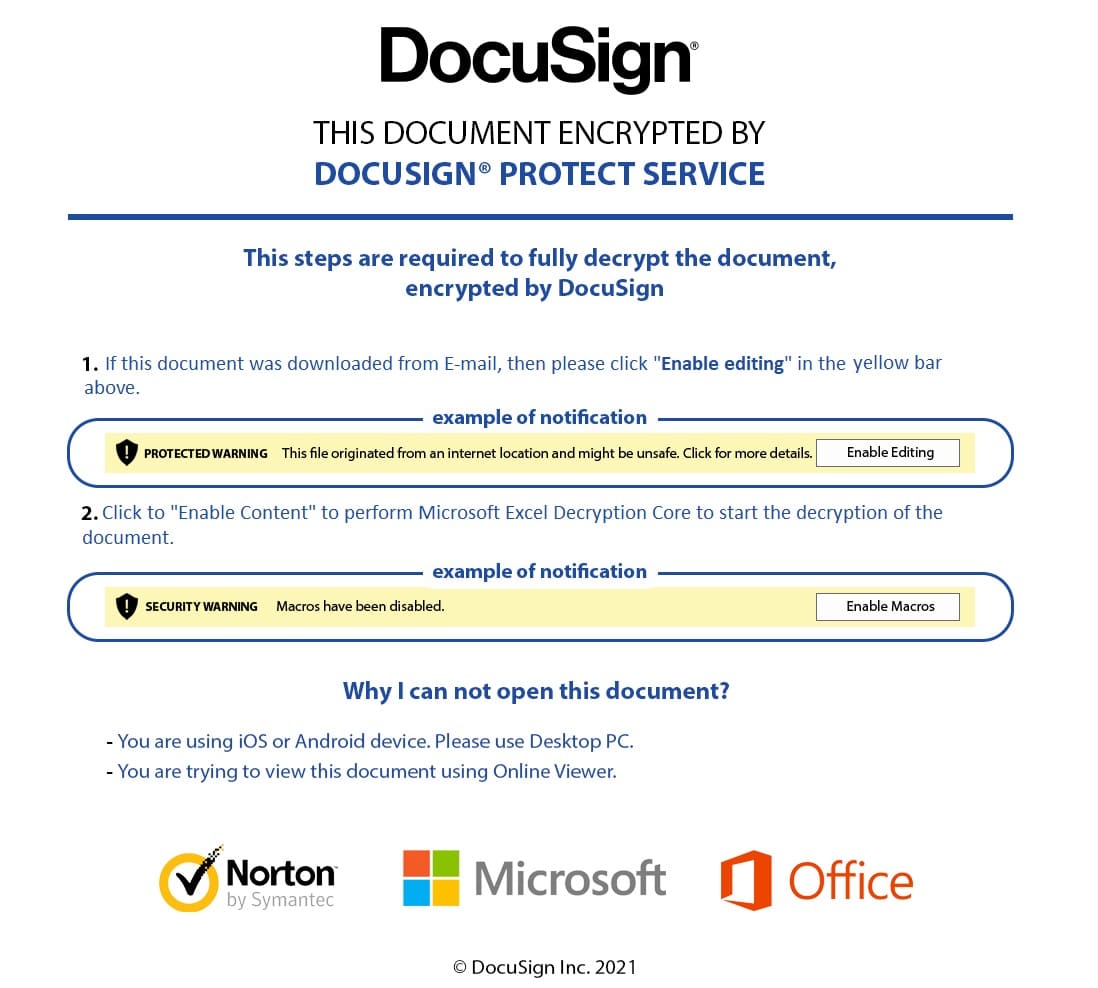 DocuSign®
THIS DOCUMENT ENCRYPTED BY
DOCUSIGN® PROTECT SERVICE
This steps are required to fully decrypt the document,
encrypted by DocuSign
1. If this document was downloaded from E-mail, then please click "Enable editing" in the yellow bar
above.
example of notification
! PROTECTED WARNING This file originated from an internet location and might be unsafe. Click for more details. Enable Editing
2. Click to "Enable Content" to perform Microsoft Excel Decryption Core to start the decryption of the
document.
example of notification
! SECURITY WARNING Macros have been disabled. Enable Macros
Why I can not open this document?
- You are using iOS or Android device. Please use Desktop PC.
- You are trying to view this document using Online Viewer.
Norton™
by Symantec
Microsoft
Office
© DocuSign Inc. 2021